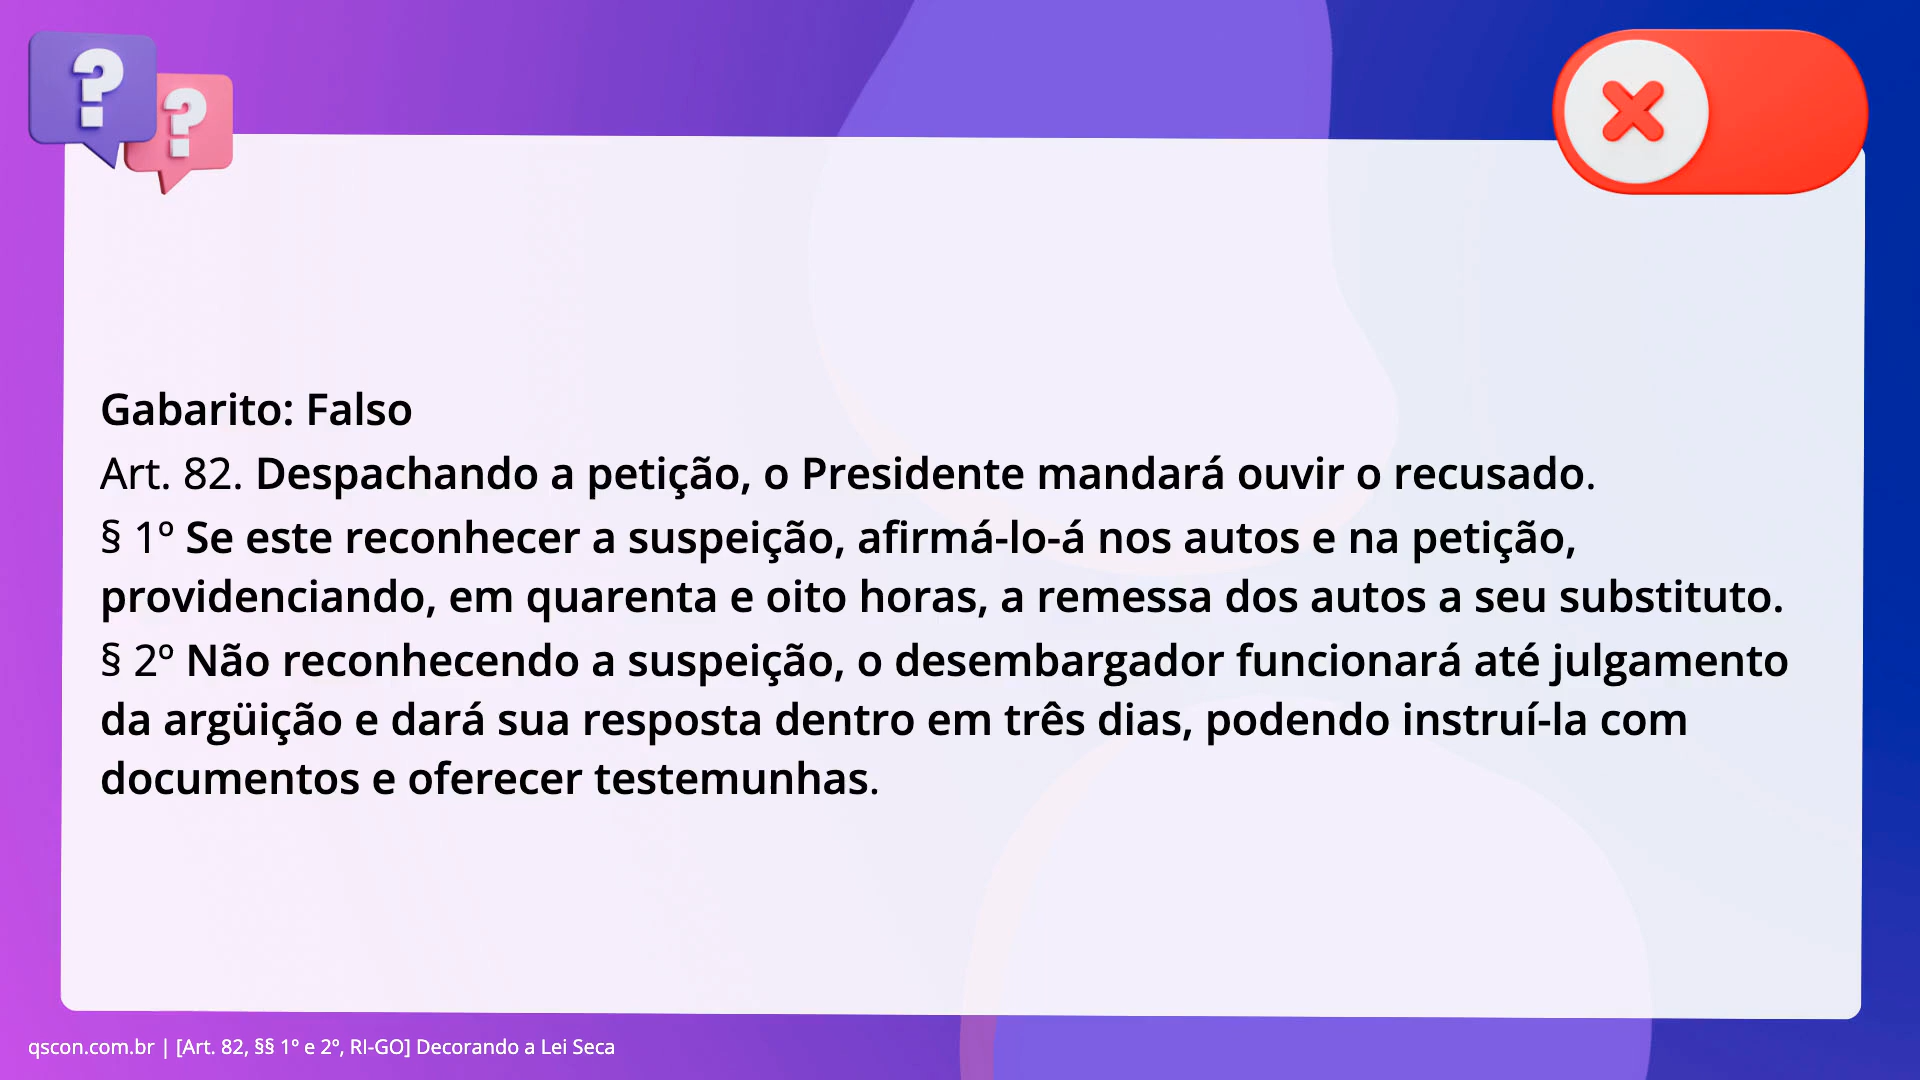 Gabarito: Falso
Art. 82. Despachando a petição, o Presidente mandará ouvir o recusado.
§ 1º Se este reconhecer a suspeição, afirmá-lo-á nos autos e na petição,
providenciando, em quarenta e oito horas, a remessa dos autos a seu substituto.
§ 2º Não reconhecendo a suspeição, o desembargador funcionará até julgamento
da argüição e dará sua resposta dentro em três dias, podendo instruí-la com
documentos e oferecer testemunhas.
qscon.com.br | [Art. 82, §§ 1º e 2º, RI-GO] Decorando a Lei Seca